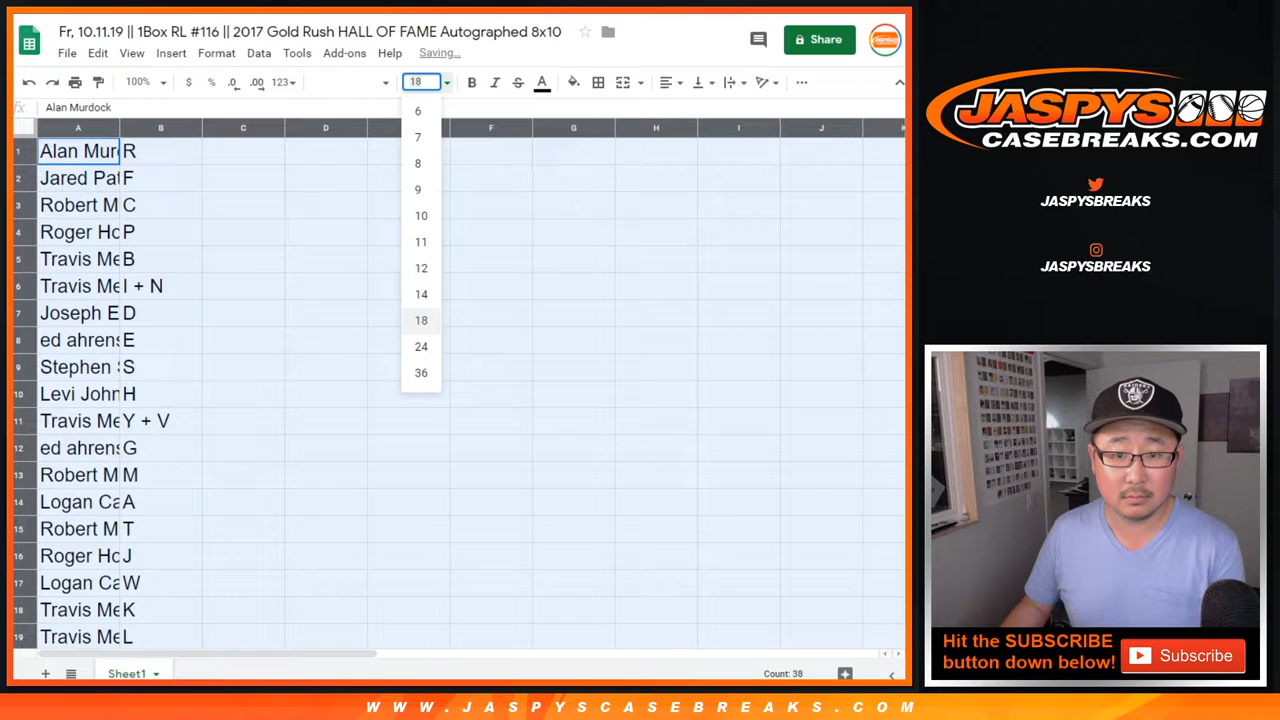 Fr, 10.11.19 || 1Box RL #116 || 2017 Gold Rush HALL OF FAME Autographed 8x10
File Edit View Insert Format Data Tools Add-ons Help Saving...
Share
100% $ % .0 .00 123 18 B I S A
fx Alan Murdock
A B C D F G H I J K
1 Alan Mur R
2 Jared Pat F
3 Robert M C
4 Roger Ho P
5 Travis Me B
6 Travis Me I + N
7 Joseph E D
8 ed ahrens E
9 Stephen S
10 Levi John H
11 Travis Me Y + V
12 ed ahrens G
13 Robert M M
14 Logan Ca A
15 Robert M T
16 Roger Ho J
17 Logan Ca W
18 Travis Me K
19 Travis Me L
6
7
8
9
10
11
12
14
18
24
36
Sheet1
Count: 38
JASPYS
CASEBREAKS.COM
JASPYSBREAKS
JASPYSBREAKS
RAIDERS
Hit the SUBSCRIBE
button down below!
Subscribe
WWW.JASPYSCASEBREAKS.COM